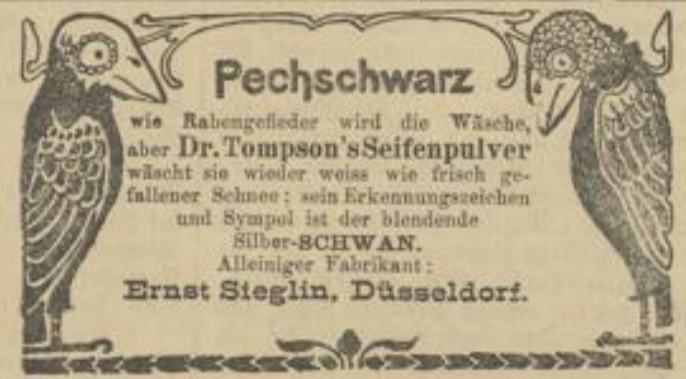 Pechschwarz
wie Rabengefieder wird die Wäsche,
aber Dr. Tompson's Seifenpulver
wäscht sie wieder weiss wie frisch ge-
fallener Schnee; sein Erkennungszeichen
und Sympol ist der blendende
Silber-SCHWAN.
Alleiniger Fabrikant:
Ernst Sieglin, Düsseldorf.